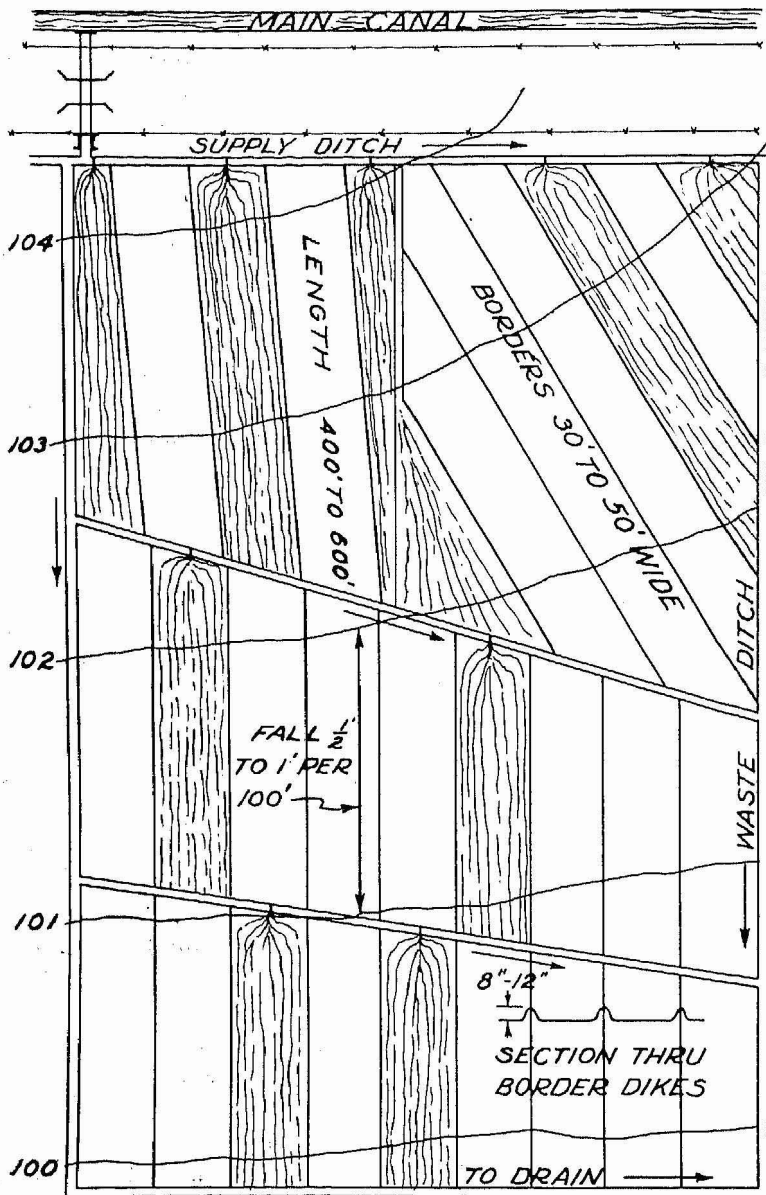 MAIN CANAL
SUPPLY DITCH
104
LENGTH 400' TO 600'
BORDERS 30' TO 50' WIDE
103
102
DITCH
FALL 1/2'
TO 1' PER
100'
WASTE
101
8"-12"
SECTION THRU
BORDER DIKES
100
TO DRAIN